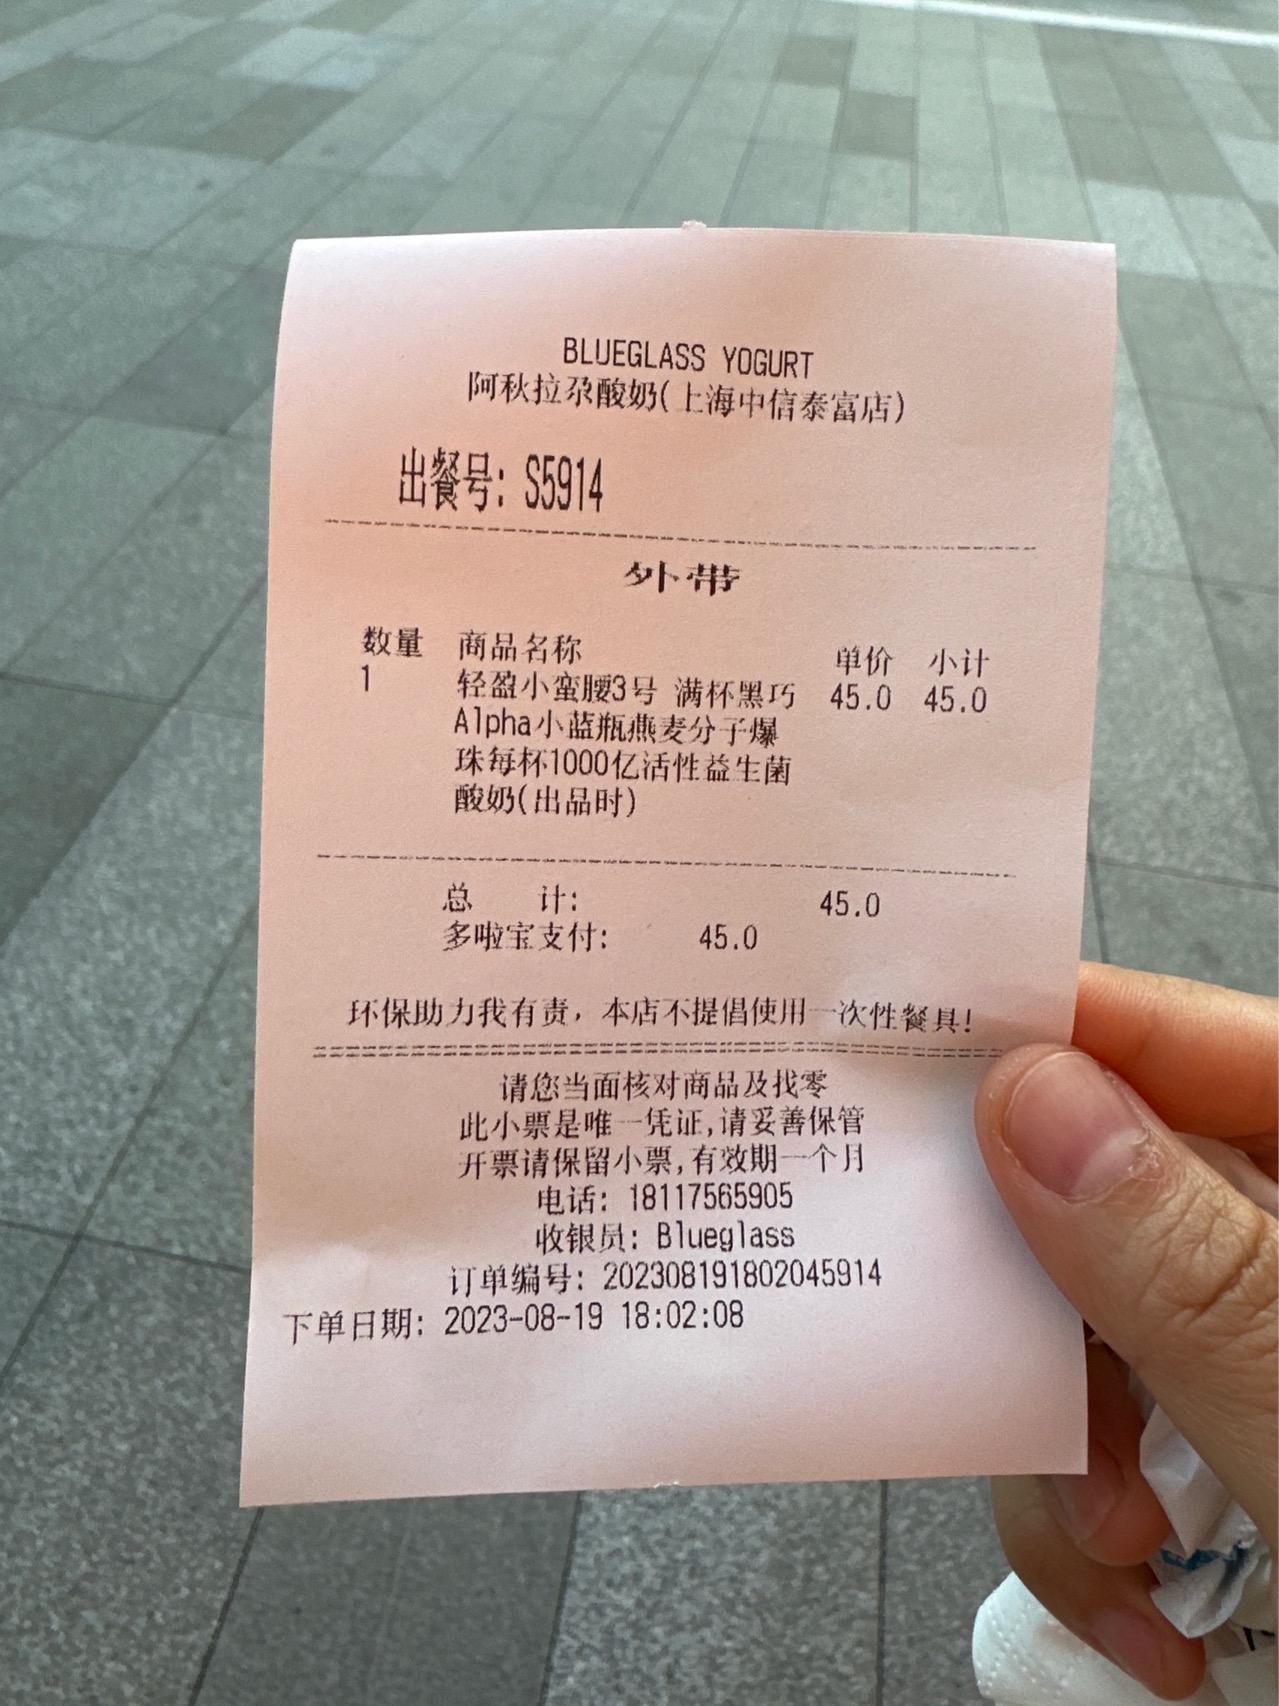 BLUEGLASS YOGURT
阿秋拉尕酸奶(上海中信泰富店)
出餐号: S5914
外带
数量 商品名称 单价 小计
1 轻盈小蛮腰3号 满杯黑巧 45.0 45.0
Alpha小蓝瓶燕麦分子爆
珠每杯1000亿活性益生菌
酸奶(出品时)
总 计: 45.0
多啦宝支付: 45.0
环保助力我有责，本店不提倡使用一次性餐具!
请您当面核对商品及找零
此小票是唯一凭证,请妥善保管
开票请保留小票,有效期一个月
电话: 18117565905
收银员: Blueglass
订单编号: 202308191802045914
下单日期: 2023-08-19 18:02:08